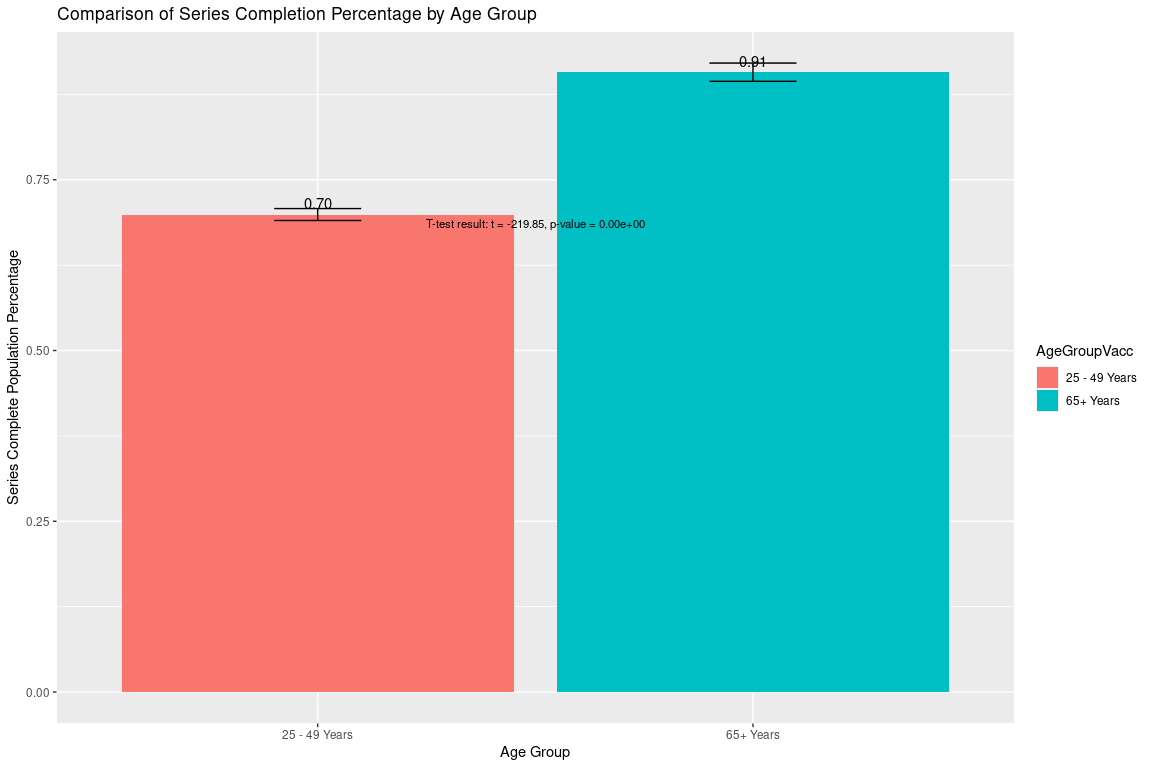 Comparison of Series Completion Percentage by Age Group
Series Complete Population Percentage
0.75
0.50
0.25
0.00
0.70
0.91
T-test result: t = -219.85, p-value = 0.00e+00
25 - 49 Years
65+ Years
Age Group
AgeGroupVacc
25 - 49 Years
65+ Years